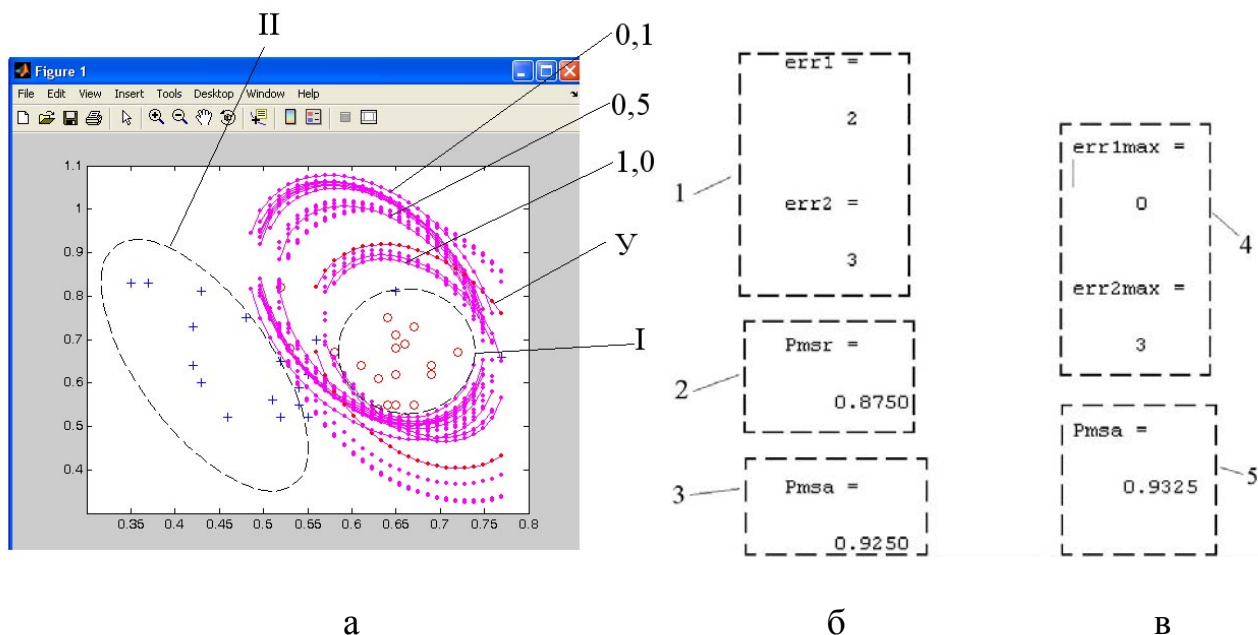 II
0,1
0,5
1,0
У
I
Figure 1
File Edit View Insert Tools Desktop Window Help
1.1
1
0.9
0.8
0.7
0.6
0.5
0.4
0.35 0.4 0.45 0.5 0.55 0.6 0.65 0.7 0.75 0.8
а
1
err1 =
2
err2 =
3
2
Pmsr =
0.8750
3
Pmsa =
0.9250
б
err1max =
0
err2max =
3
4
Pmsa =
0.9325
5
в